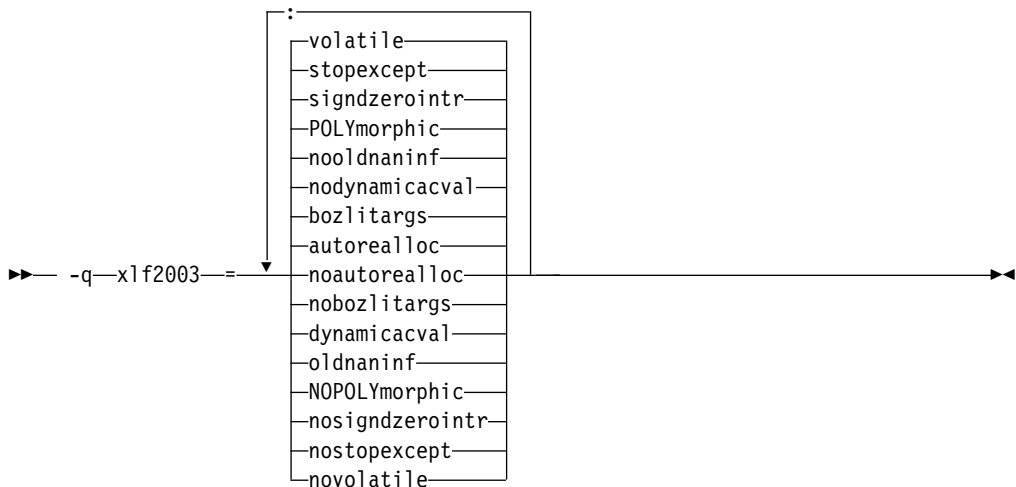 :
volatile
stopexcept
signdzerointr
POLYmorphic
nooldnaninf
nodynamicacval
bozlitargs
autorealloc
-q xlf2003 = noautorealloc
nobozlitargs
dynamicacval
oldnaninf
NOPOLYmorphic
nosigndzerointr
nostopexcept
novolatile